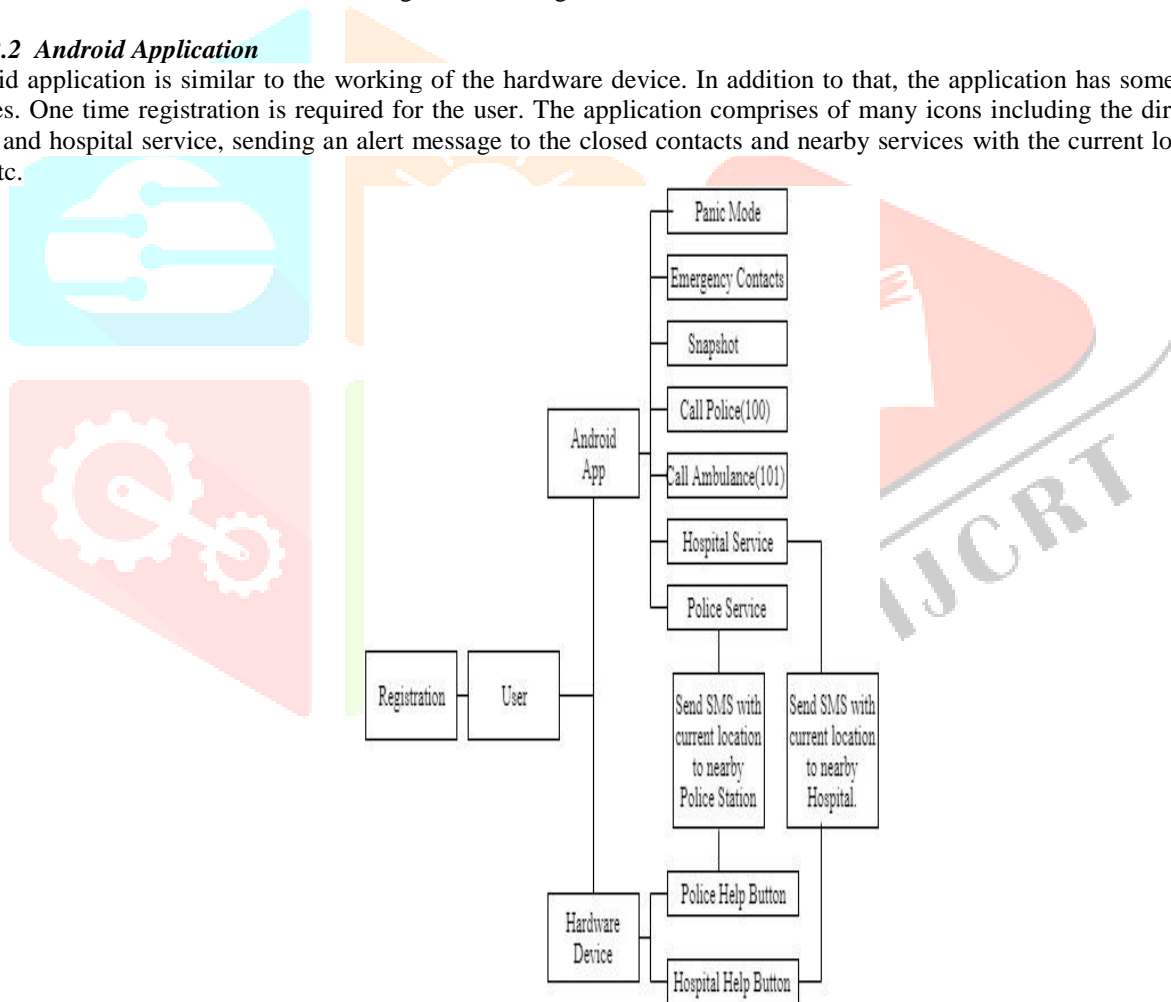 .2 Android Application
id application is similar to the working of the hardware device. In addition to that, the application has some
es. One time registration is required for the user. The application comprises of many icons including the
and hospital service, sending an alert message to the closed contacts and nearby services with the current
tc.
Panic Mode
Emergency Contacts
Snapshot
Call Police(100)
Android
App
Call Ambulance(101)
Hospital Service
Police Service
Registration
User
Send SMS with
current location
to nearby
Police Station
Send SMS with
current location
to nearby
Hospital.
Police Help Button
Hardware
Device
Hospital Help Button
IJCRT